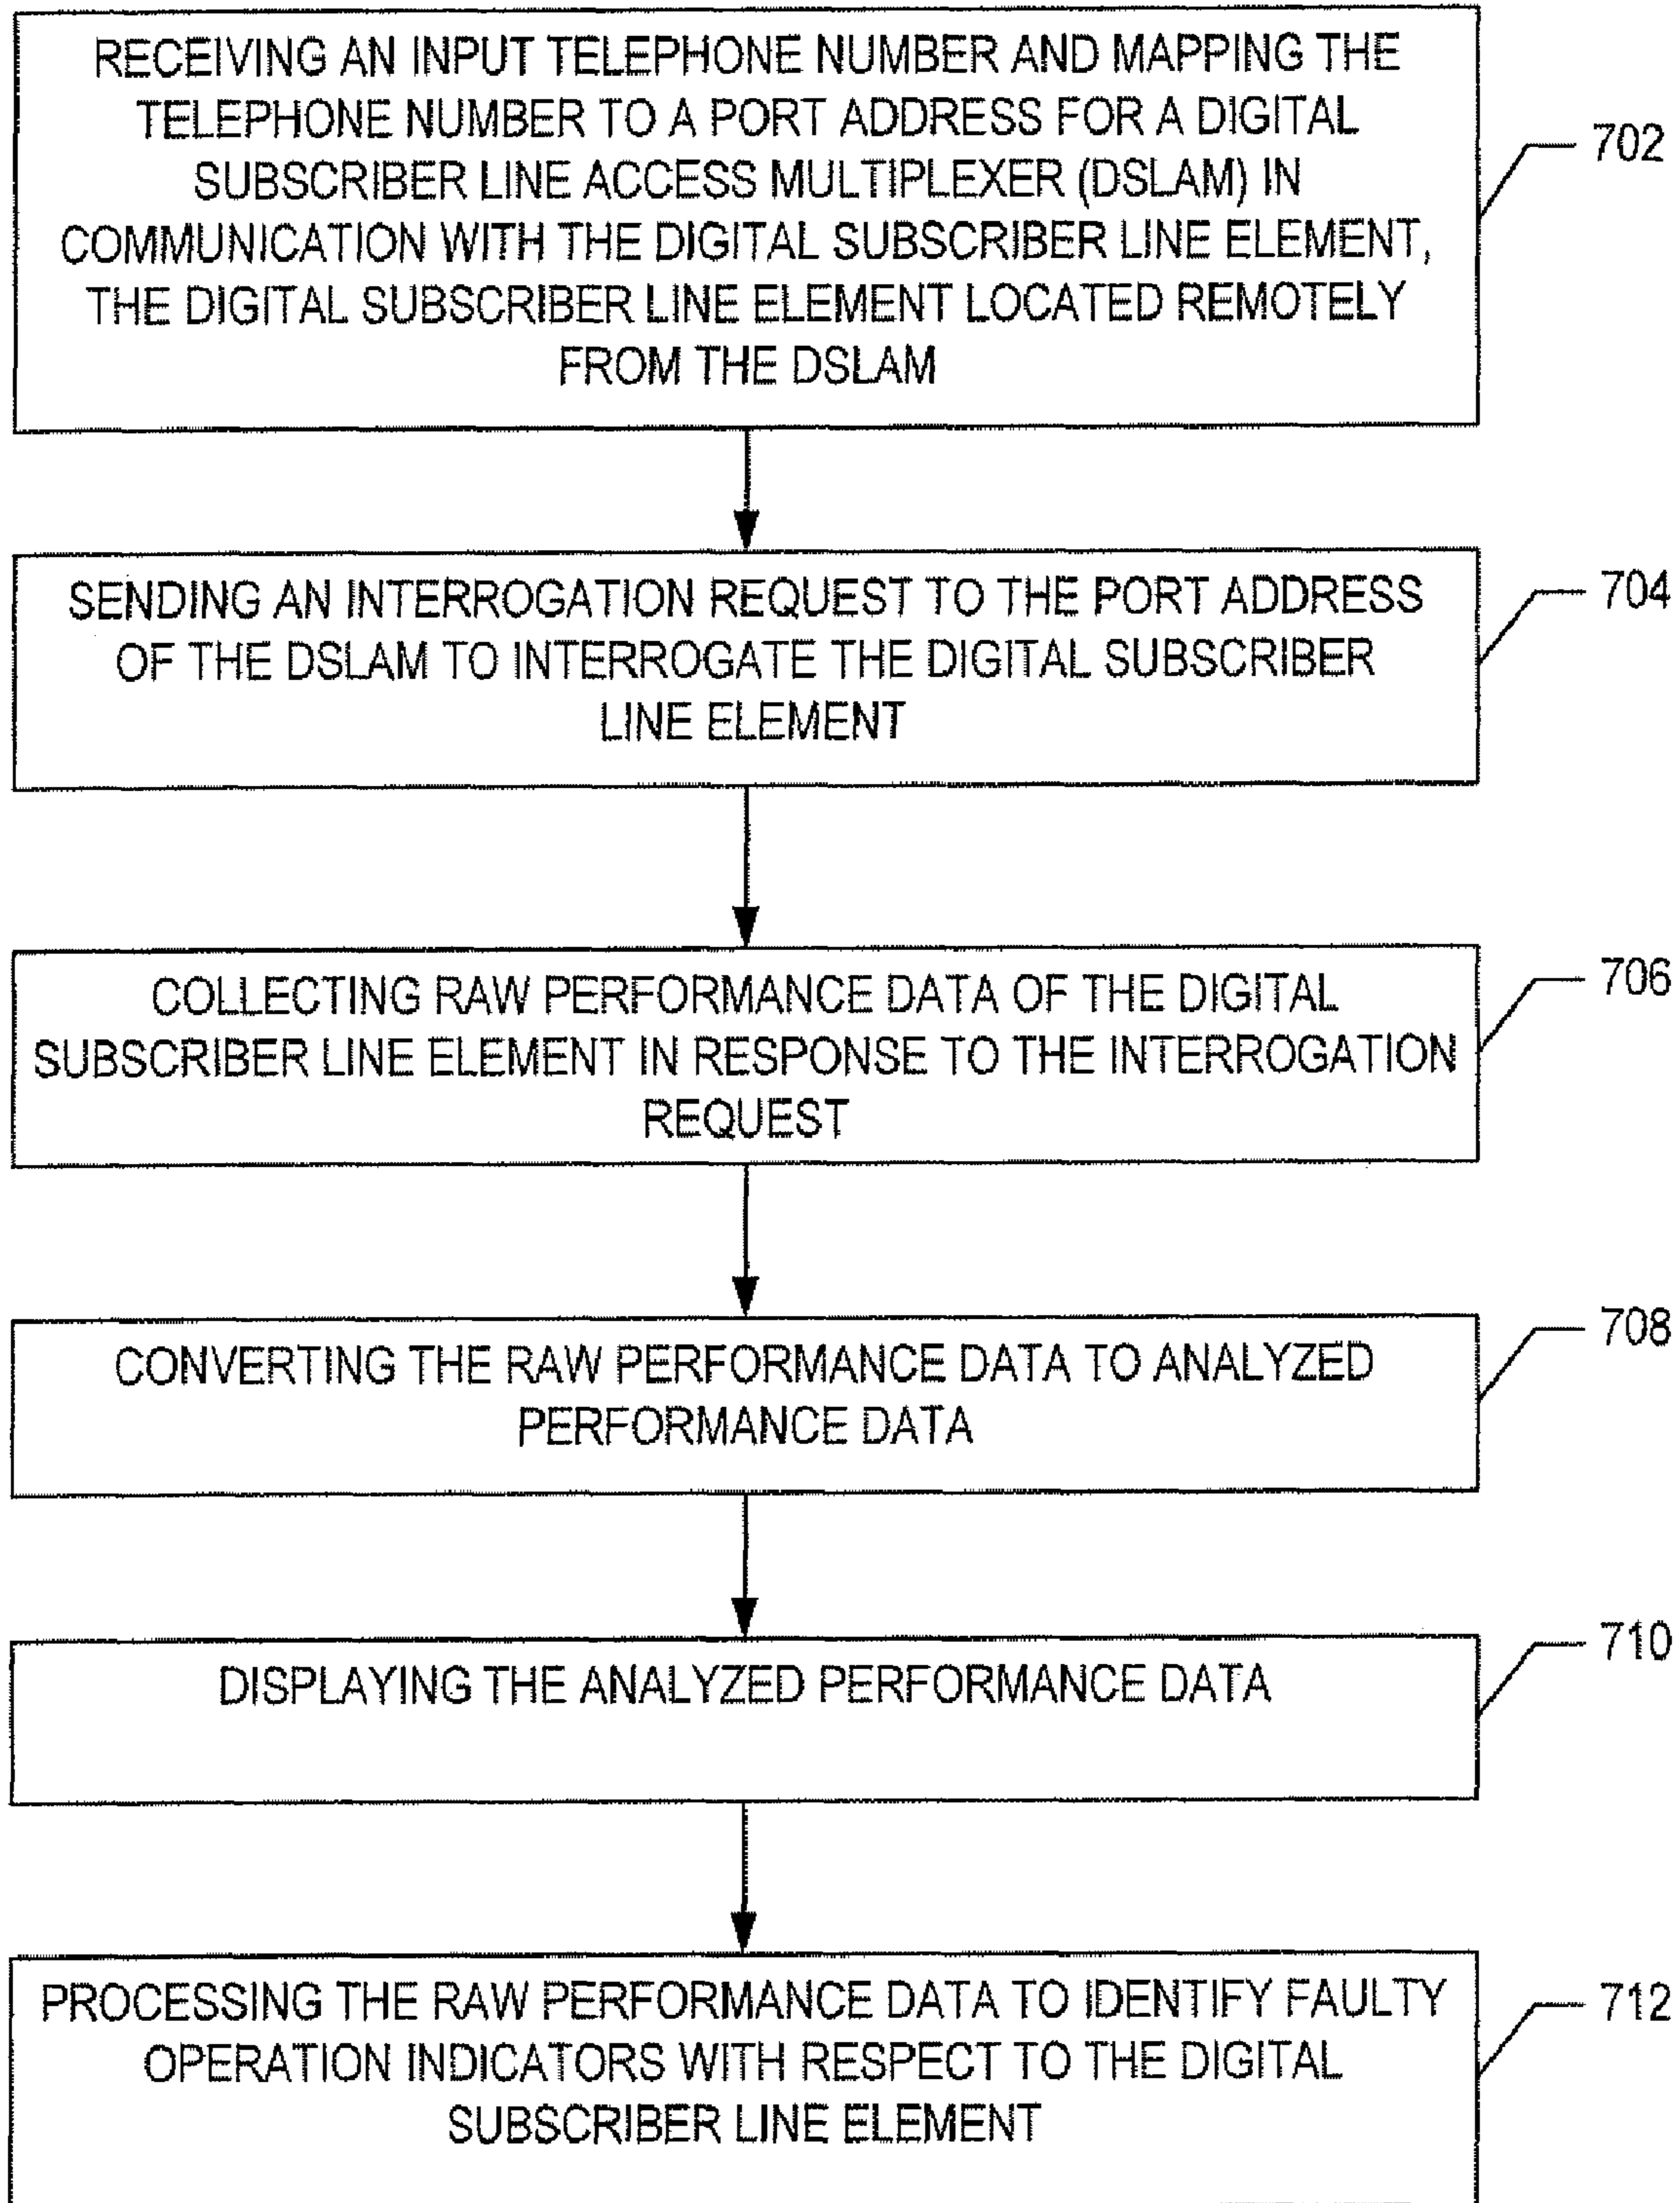 RECEIVING AN INPUT TELEPHONE NUMBER AND MAPPING THE
TELEPHONE NUMBER TO A PORT ADDRESS FOR A DIGITAL
SUBSCRIBER LINE ACCESS MULTIPLEXER (DSLAM) IN
COMMUNICATION WITH THE DIGITAL SUBSCRIBER LINE ELEMENT,
THE DIGITAL SUBSCRIBER LINE ELEMENT LOCATED REMOTELY
FROM THE DSLAM
702
SENDING AN INTERROGATION REQUEST TO THE PORT ADDRESS
OF THE DSLAM TO INTERROGATE THE DIGITAL SUBSCRIBER
LINE ELEMENT
704
COLLECTING RAW PERFORMANCE DATA OF THE DIGITAL
SUBSCRIBER LINE ELEMENT IN RESPONSE TO THE INTERROGATION
REQUEST
706
CONVERTING THE RAW PERFORMANCE DATA TO ANALYZED
PERFORMANCE DATA
708
DISPLAYING THE ANALYZED PERFORMANCE DATA
710
PROCESSING THE RAW PERFORMANCE DATA TO IDENTIFY FAULTY
OPERATION INDICATORS WITH RESPECT TO THE DIGITAL
SUBSCRIBER LINE ELEMENT
712